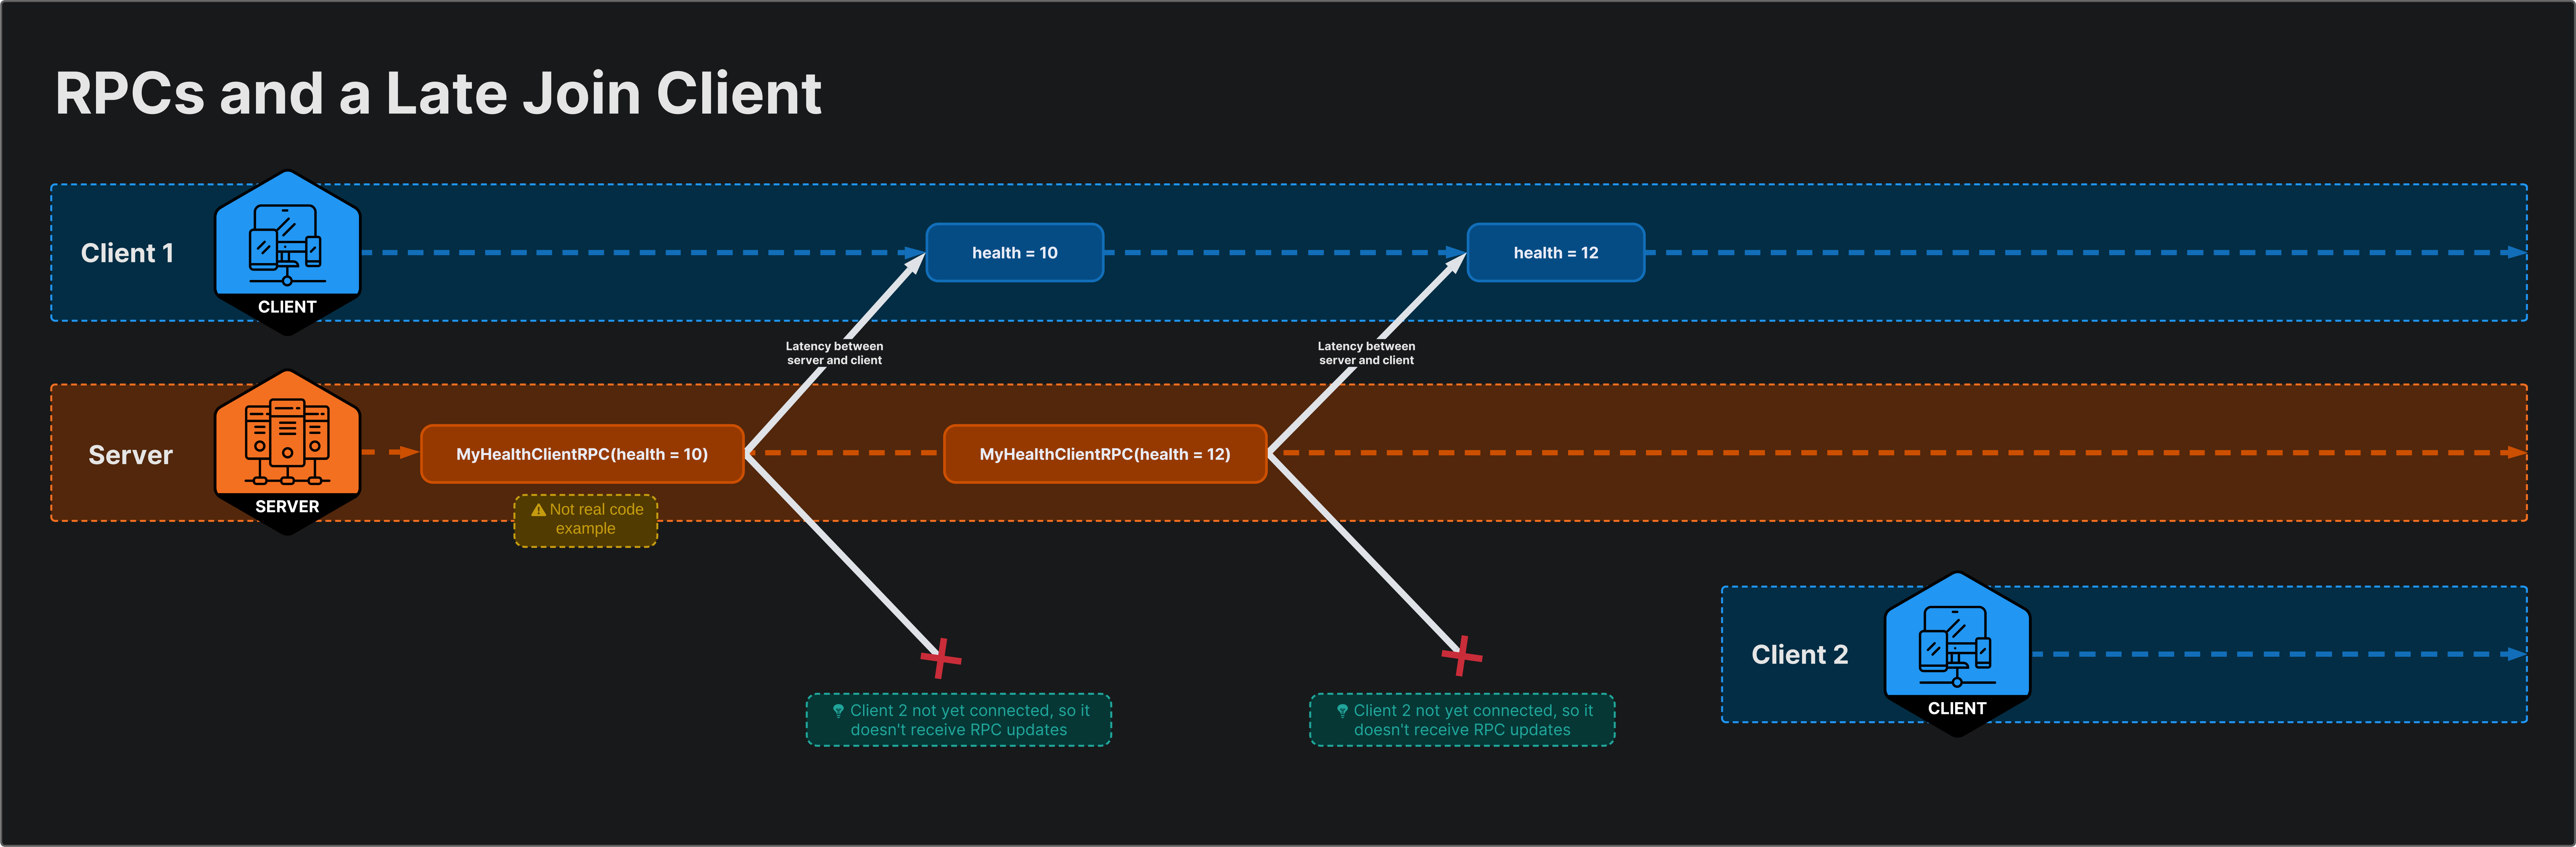 RPCs and a Late Join Client
Client 1
CLIENT
health = 10
health = 12
Latency between
server and client
Latency between
server and client
Server
SERVER
MyHealthClientRPC(health = 10)
MyHealthClientRPC(health = 12)
Not real code
example
Client 2 not yet connected, so it
doesn't receive RPC updates
Client 2 not yet connected, so it
doesn't receive RPC updates
Client 2
CLIENT